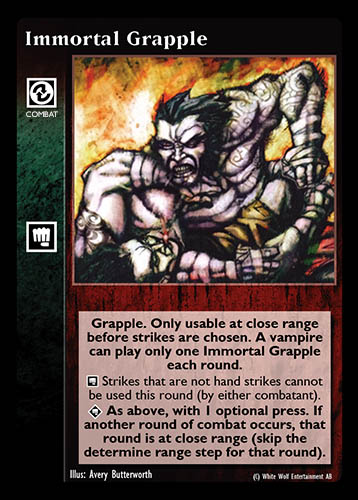 Immortal Grapple
COMBAT
Grapple. Only usable at close range
before strikes are chosen. A vampire
can play only one Immortal Grapple
each round.
Strikes that are not hand strikes cannot
be used this round (by either combatant).
As above, with 1 optional press. If
another round of combat occurs, that
round is at close range (skip the
determine range step for that round).
Illus: Avery Butterworth
(C) White Wolf Entertainment AB